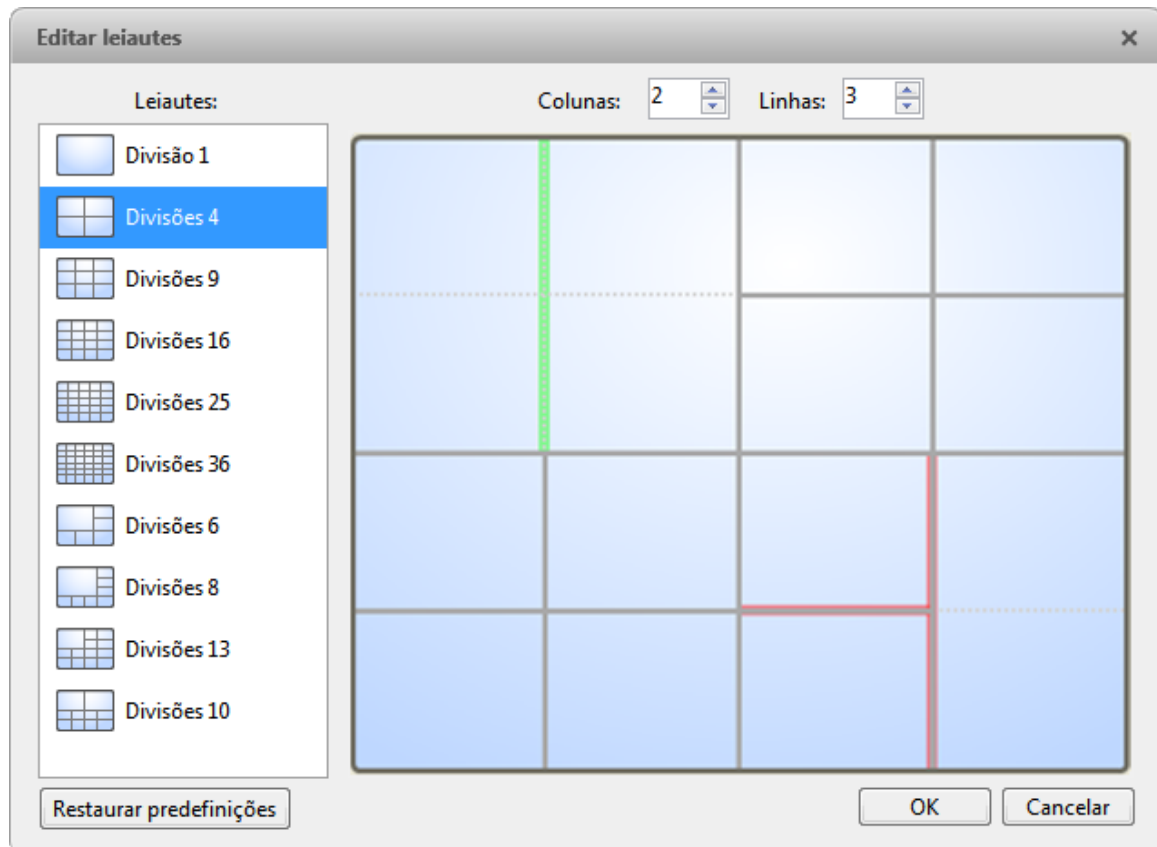 Editar leiautes
Leiautes:
Colunas: 2 Linhas: 3
Divisão 1
Divisões 4
Divisões 9
Divisões 16
Divisões 25
Divisões 36
Divisões 6
Divisões 8
Divisões 13
Divisões 10
Restaurar predefinições
OK
Cancelar